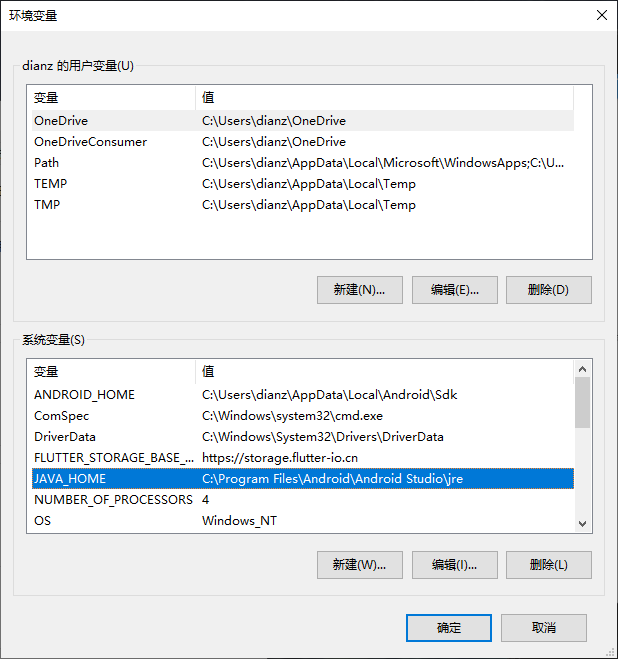 环境变量
dianz 的用户变量(U)
变量 值
OneDrive C:\Users\dianz\OneDrive
OneDriveConsumer C:\Users\dianz\OneDrive
Path C:\Users\dianz\AppData\Local\Microsoft\WindowsApps;C:\U...
TEMP C:\Users\dianz\AppData\Local\Temp
TMP C:\Users\dianz\AppData\Local\Temp
新建(N)... 编辑(E)... 删除(D)
系统变量(S)
变量 值
ANDROID_HOME C:\Users\dianz\AppData\Local\Android\Sdk
ComSpec C:\Windows\system32\cmd.exe
DriverData C:\Windows\System32\Drivers\DriverData
FLUTTER_STORAGE_BASE_... https://storage.flutter-io.cn
JAVA_HOME C:\Program Files\Android\Android Studio\jre
NUMBER_OF_PROCESSORS 4
OS Windows_NT
新建(W)... 编辑(I)... 删除(L)
确定 取消